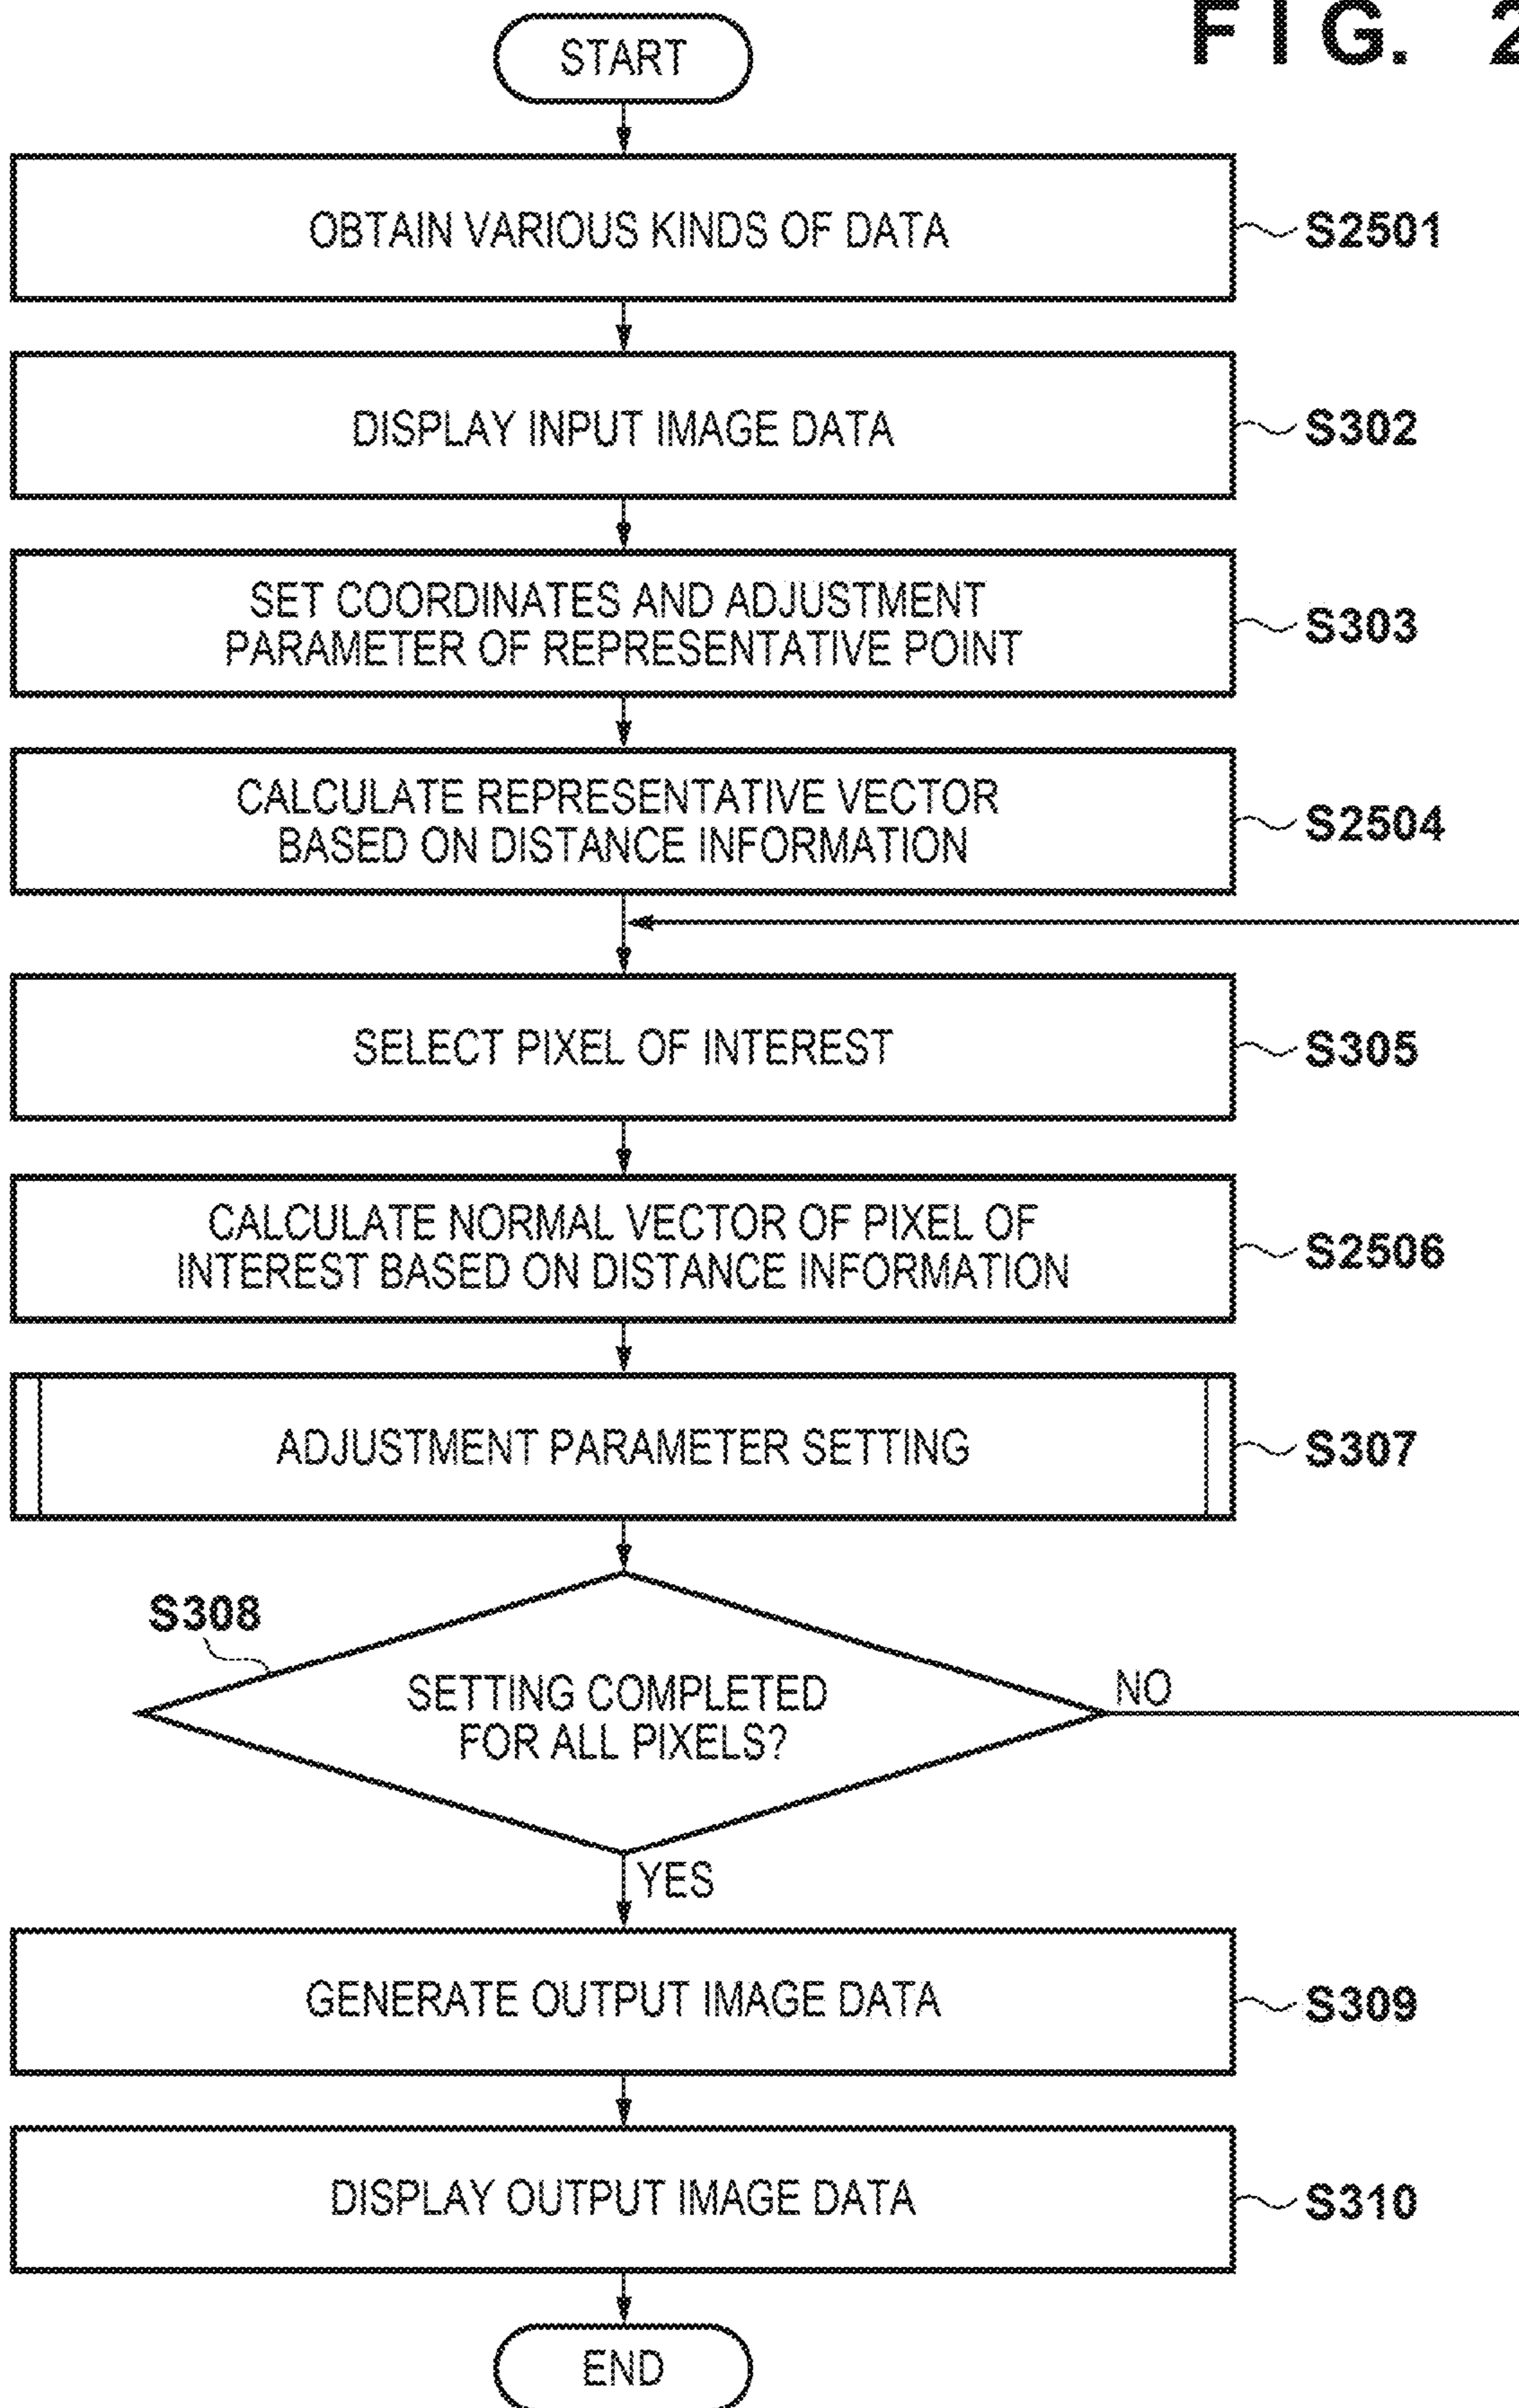 FIG. 2
START
OBTAIN VARIOUS KINDS OF DATA
S2501
DISPLAY INPUT IMAGE DATA
S302
SET COORDINATES AND ADJUSTMENT
PARAMETER OF REPRESENTATIVE POINT
S303
CALCULATE REPRESENTATIVE VECTOR
BASED ON DISTANCE INFORMATION
S2504
SELECT PIXEL OF INTEREST
S305
CALCULATE NORMAL VECTOR OF PIXEL OF
INTEREST BASED ON DISTANCE INFORMATION
S2506
ADJUSTMENT PARAMETER SETTING
S307
S308
SETTING COMPLETED
FOR ALL PIXELS?
NO
YES
GENERATE OUTPUT IMAGE DATA
S309
DISPLAY OUTPUT IMAGE DATA
S310
END